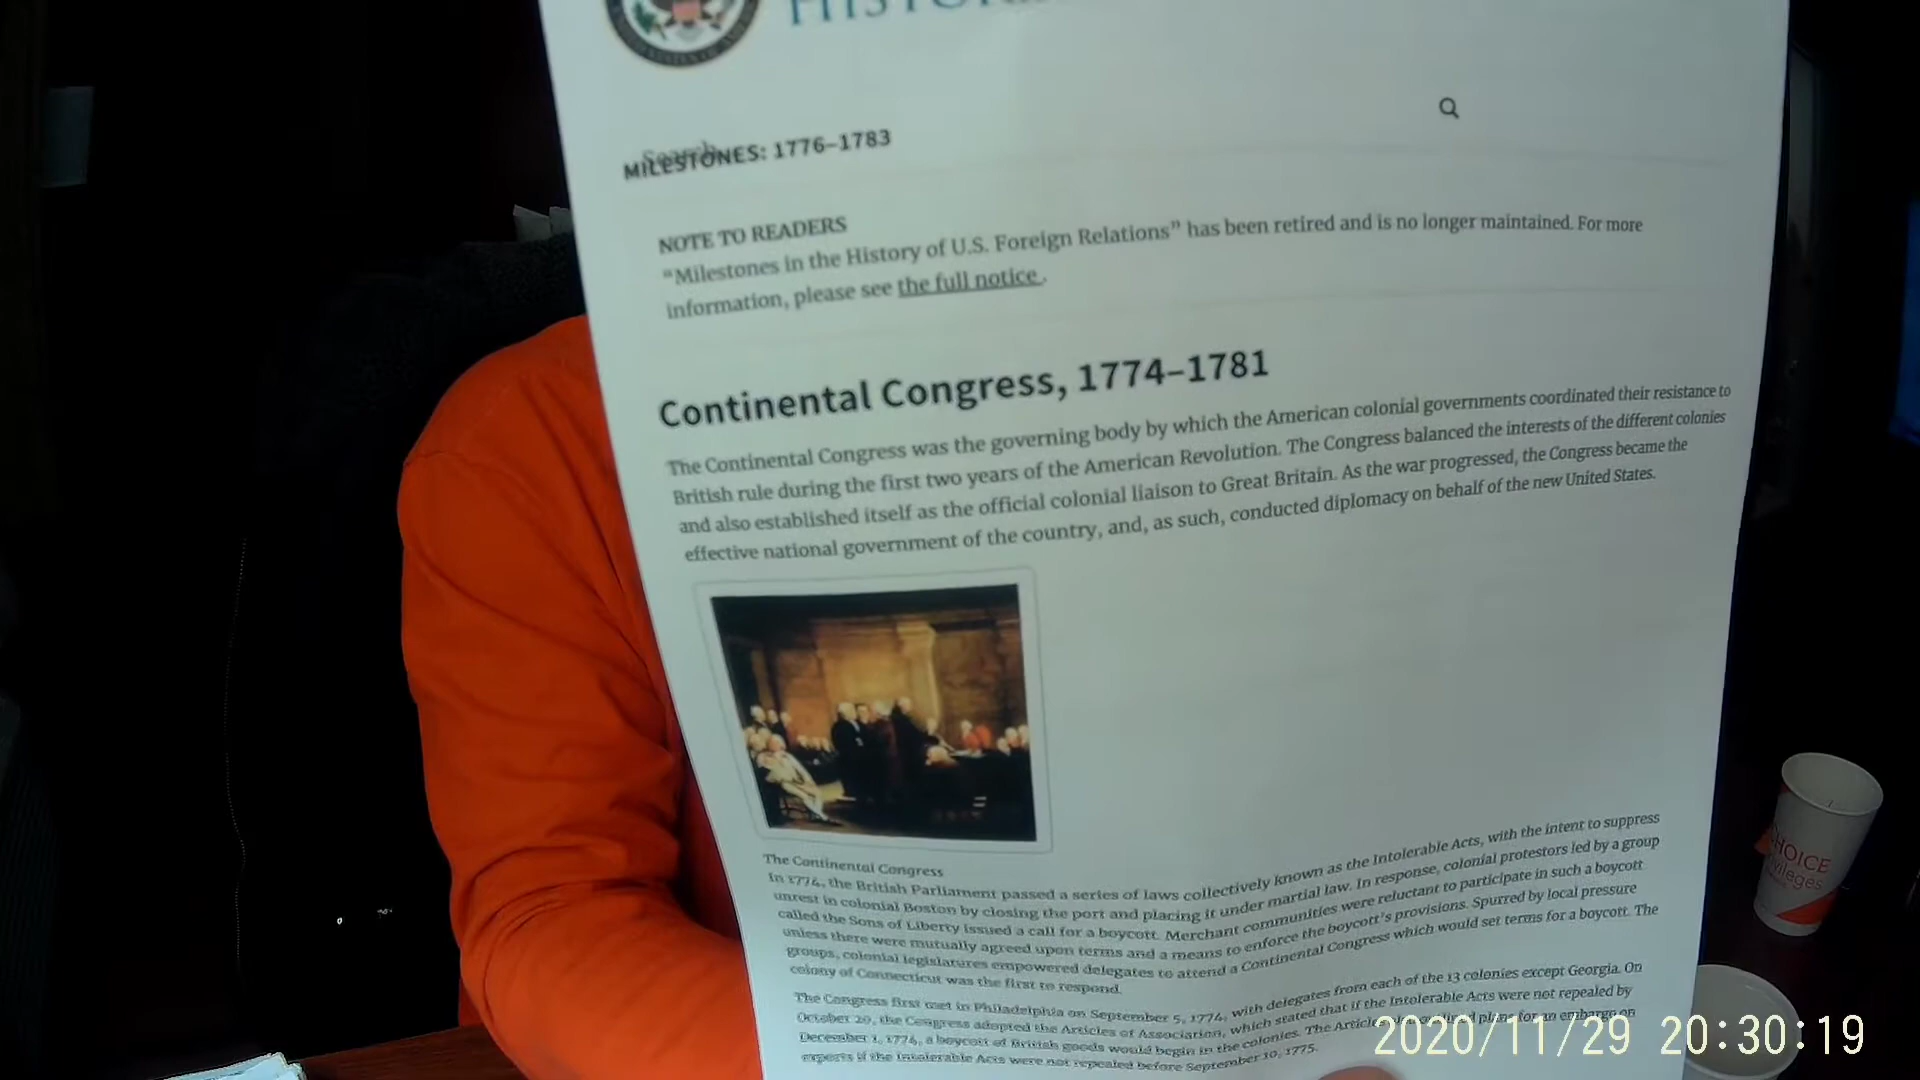 HISTOR
Search
MILESTONES: 1776–1783
NOTE TO READERS
“Milestones in the History of U.S. Foreign Relations” has been retired and is no longer maintained. For more
information, please see the full notice .
Continental Congress, 1774–1781
The Continental Congress was the governing body by which the American colonial governments coordinated their resistance to
British rule during the first two years of the American Revolution. The Congress balanced the interests of the different colonies
and also established itself as the official colonial liaison to Great Britain. As the war progressed, the Congress became the
effective national government of the country, and, as such, conducted diplomacy on behalf of the new United States.
The Continental Congress
In 1774, the British Parliament passed a series of laws collectively known as the Intolerable Acts, with the intent to suppress
unrest in colonial Boston by closing the port and placing it under martial law. In response, colonial protestors led by a group
called the Sons of Liberty issued a call for a boycott. Merchant communities were reluctant to participate in such a boycott
unless there were mutually agreed upon terms and a means to enforce the boycott’s provisions. Spurred by local pressure
groups, colonial legislatures empowered delegates to attend a Continental Congress which would set terms for a boycott. The
colony of Connecticut was the first to respond.
The Congress first met in Philadelphia on September 5, 1774, with delegates from each of the 13 colonies except Georgia. On
October 20, the Congress adopted the Articles of Association, which stated that if the Intolerable Acts were not repealed by
December 1, 1774, a boycott of British goods would begin in the colonies. The Articles also outlined plans for an embargo on
exports if the Intolerable Acts were not repealed before September 10, 1775.
CHOICE
vileges
2020/11/29 20:30:19